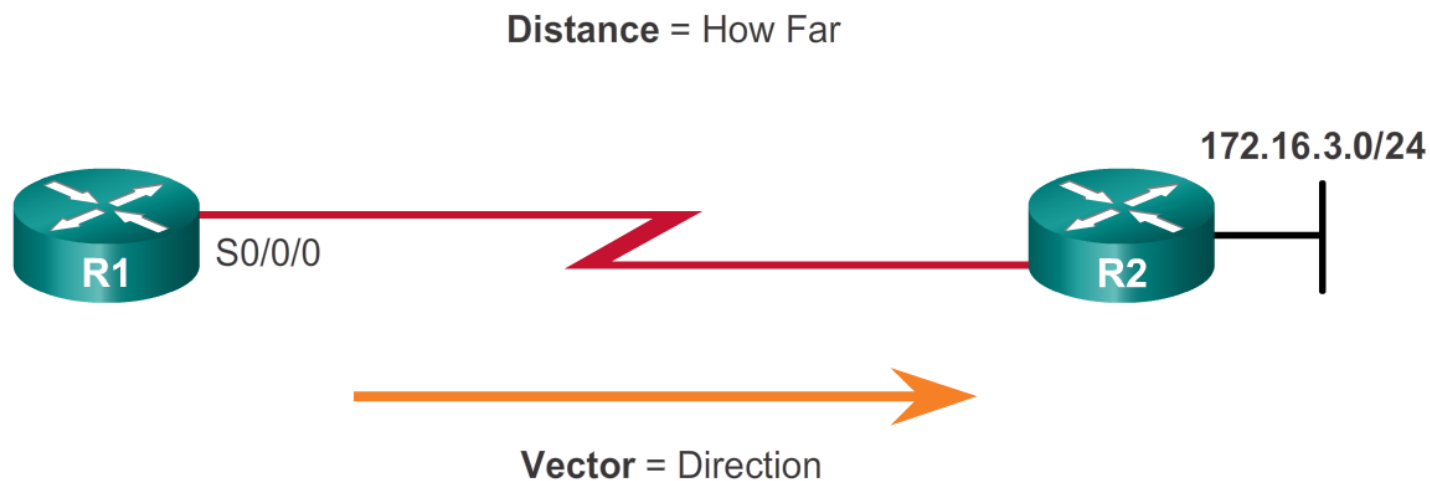 Distance = How Far
172.16.3.0/24
S0/0/0
R1
R2
Vector = Direction